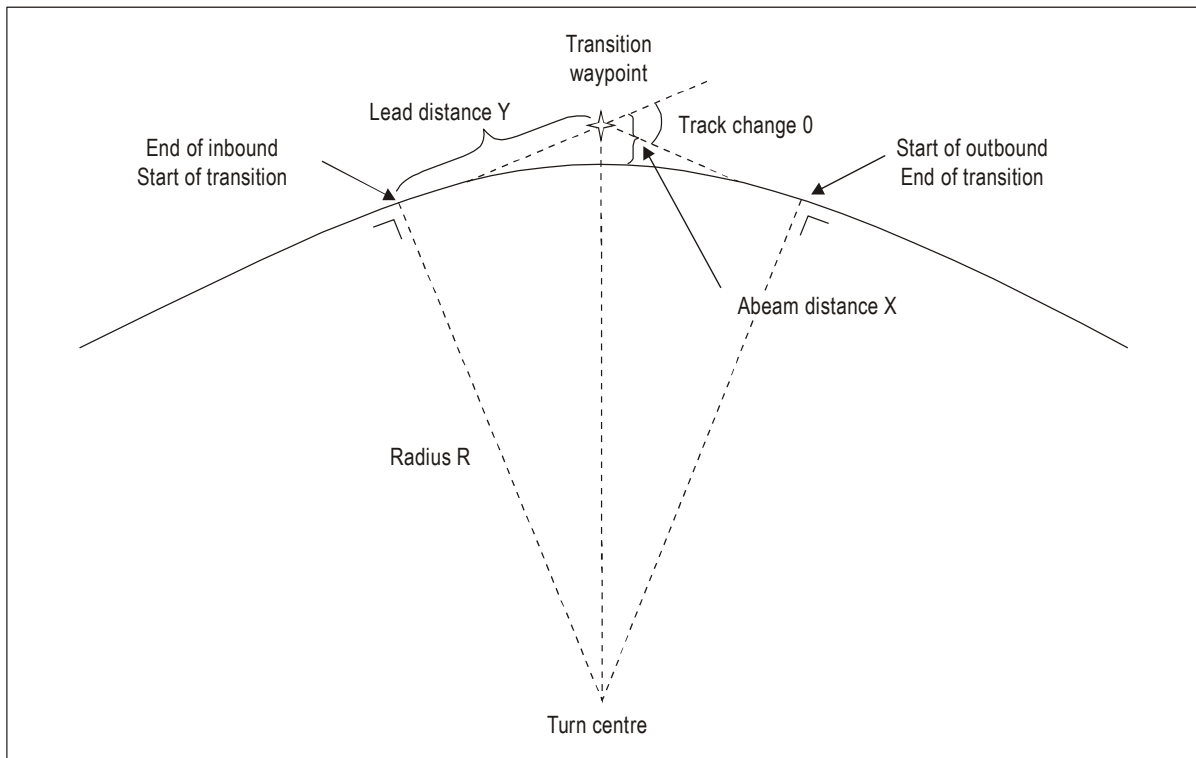 Transition
waypoint
Lead distance Y
Track change 0
End of inbound
Start of transition
Start of outbound
End of transition
Abeam distance X
Radius R
Turn centre